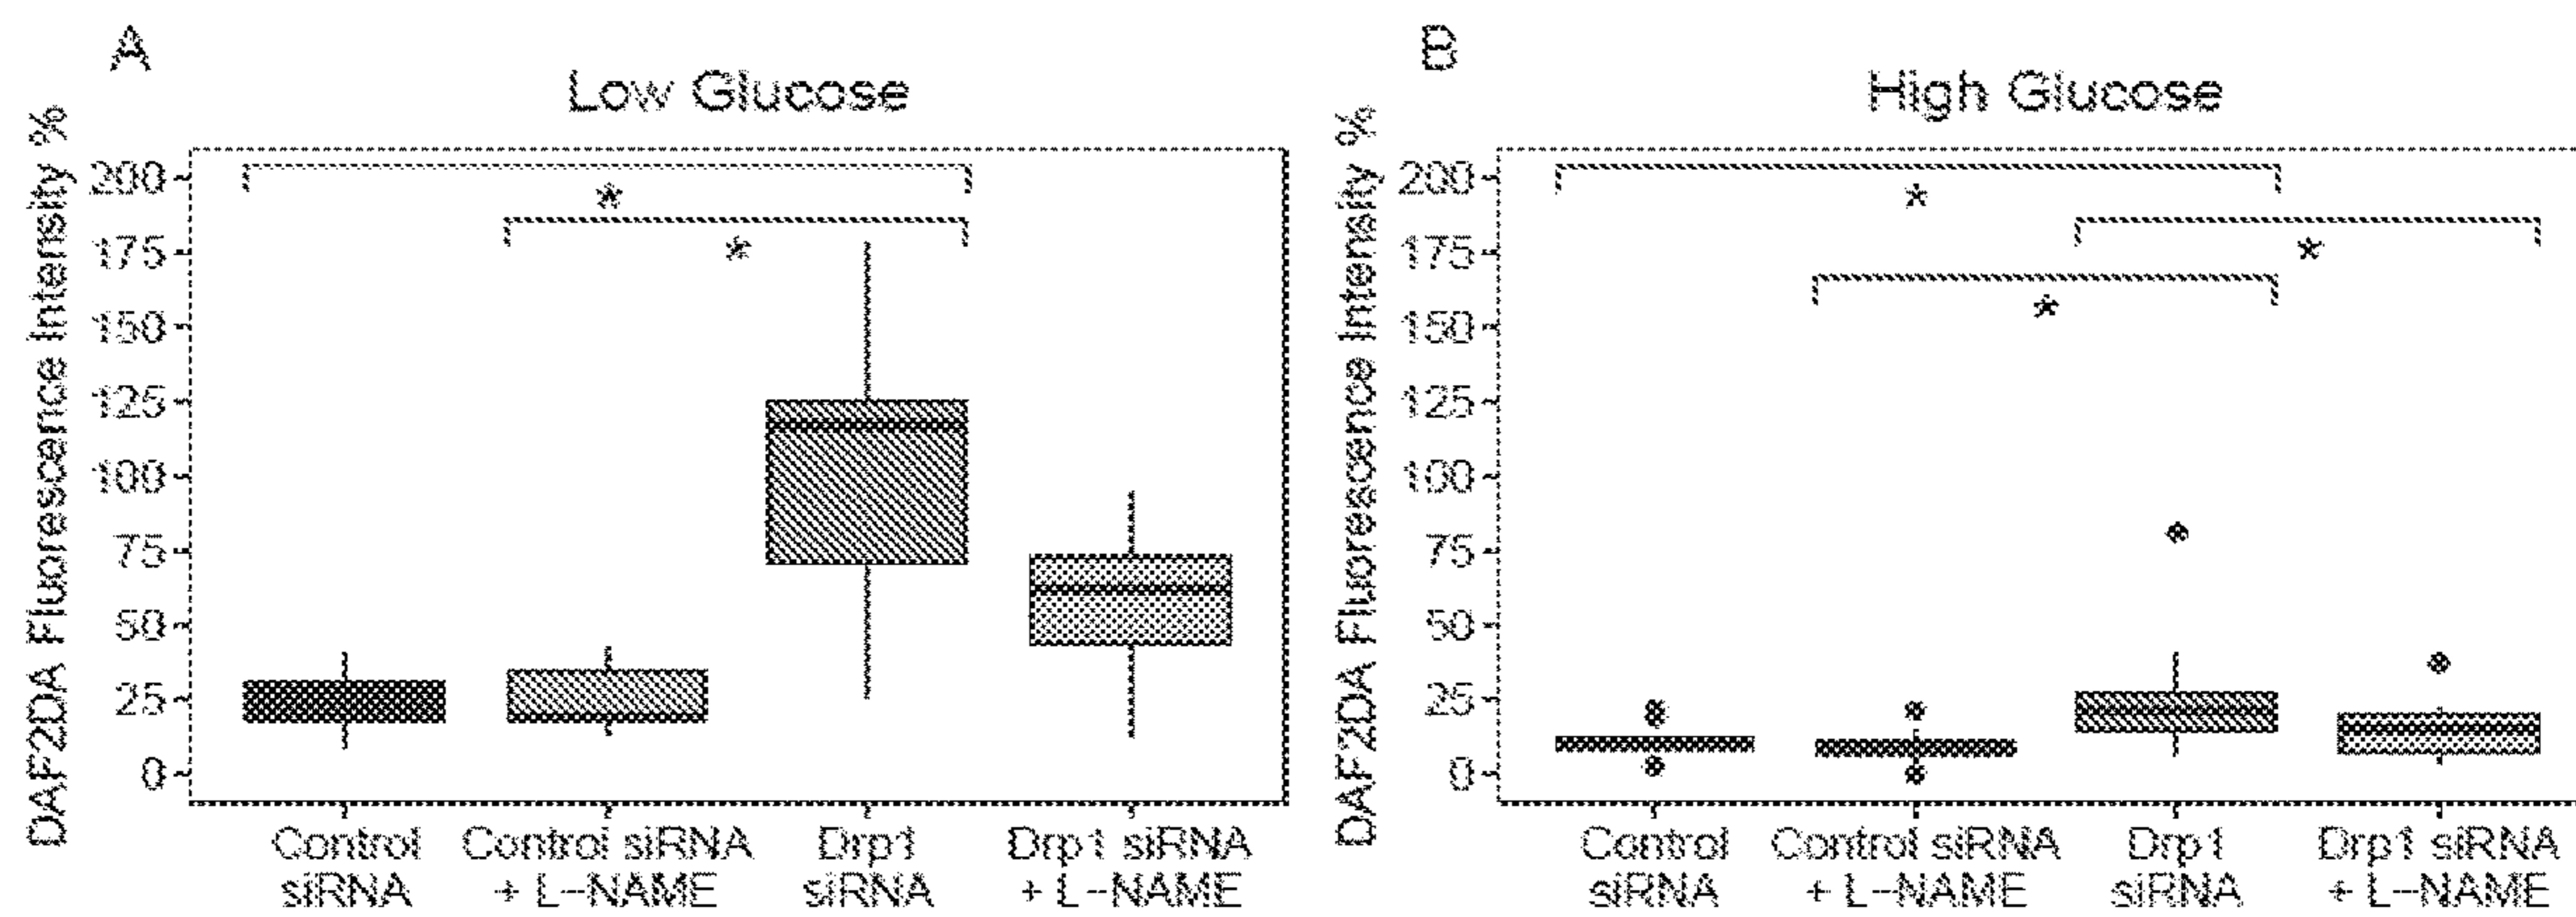 A
Low Glucose
DAF2DA Fluorescence Intensity %
200
175
150
125
100
75
50
25
0
*
*
Control
siRNA
Control siRNA
+ L-NAME
Drp1
siRNA
Drp1 siRNA
+ L-NAME
B
High Glucose
DAF2DA Fluorescence Intensity %
200
175
150
125
100
75
50
25
0
*
*
*
Control
siRNA
Control siRNA
+ L-NAME
Drp1
siRNA
Drp1 siRNA
+ L-NAME